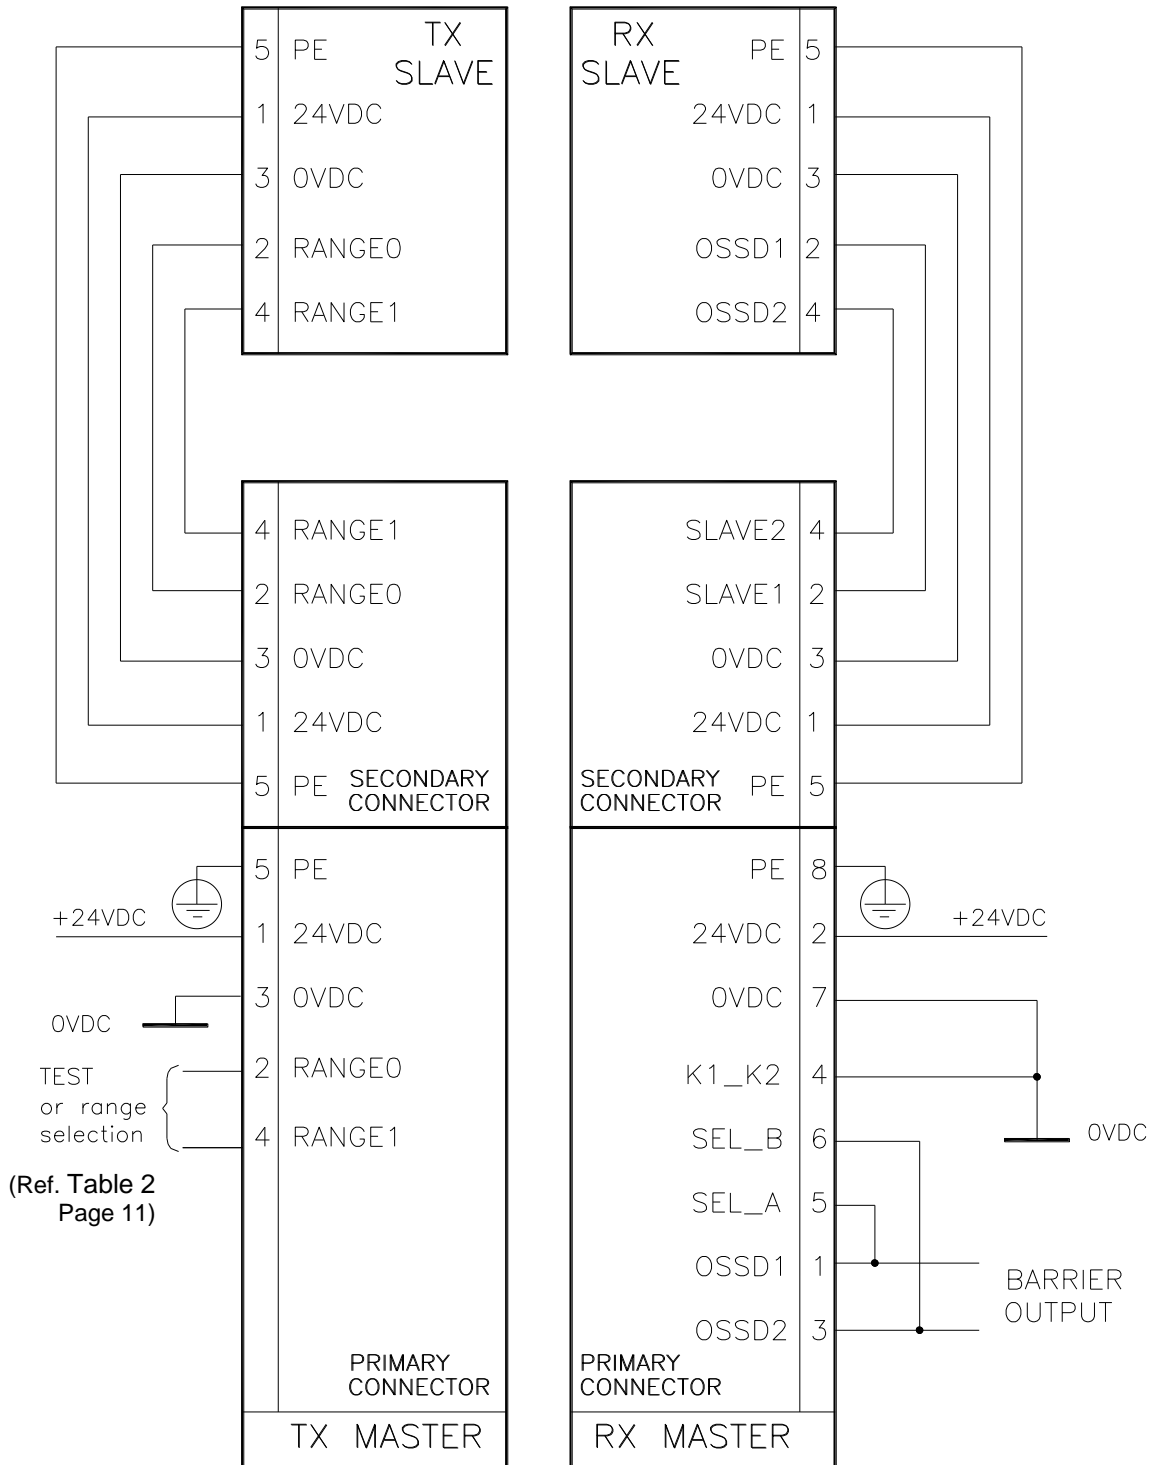 TX
SLAVE
5 PE
1 24VDC
3 0VDC
2 RANGE0
4 RANGE1
RX
SLAVE
PE 5
24VDC 1
0VDC 3
OSSD1 2
OSSD2 4
4 RANGE1
2 RANGE0
3 0VDC
1 24VDC
5 PE
SECONDARY
CONNECTOR
SLAVE2 4
SLAVE1 2
0VDC 3
24VDC 1
SECONDARY
CONNECTOR
PE 5
5 PE
+24VDC
1 24VDC
3 0VDC
0VDC
2 RANGE0
TEST
or range
selection
4 RANGE1
(Ref. Table 2
Page 11)
PRIMARY
CONNECTOR
TX MASTER
PE 8
24VDC 2
+24VDC
0VDC 7
K1_K2 4
0VDC
SEL_B 6
SEL_A 5
OSSD1 1
BARRIER
OUTPUT
OSSD2 3
PRIMARY
CONNECTOR
RX MASTER